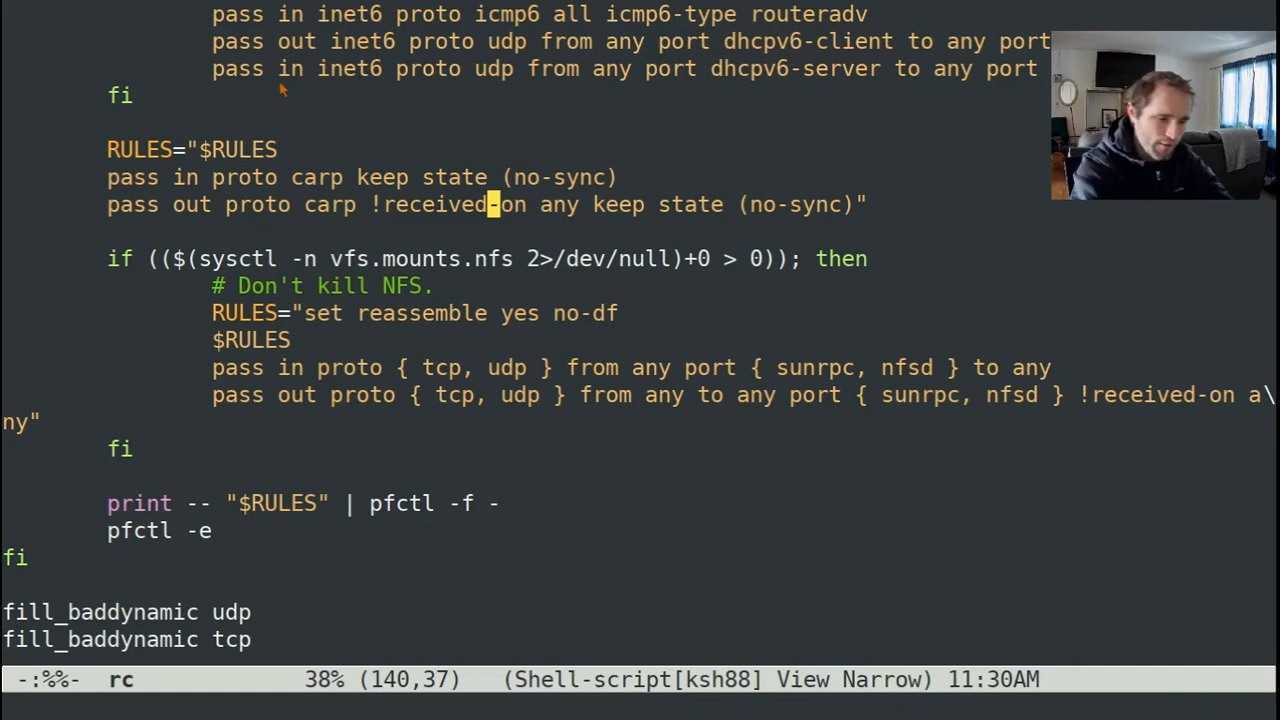 pass in inet6 proto icmp6 all icmp6-type routeradv
pass out inet6 proto udp from any port dhcpv6-client to any port
pass in inet6 proto udp from any port dhcpv6-server to any port
fi
RULES="$RULES
pass in proto carp keep state (no-sync)
pass out proto carp !received-on any keep state (no-sync)"
if (($(sysctl -n vfs.mounts.nfs 2>/dev/null)+0 > 0)); then
# Don't kill NFS.
RULES="set reassemble yes no-df
$RULES
pass in proto { tcp, udp } from any port { sunrpc, nfsd } to any
pass out proto { tcp, udp } from any to any port { sunrpc, nfsd } !received-on a\
ny"
fi
print -- "$RULES" | pfctl -f -
pfctl -e
fi
fill_baddynamic udp
fill_baddynamic tcp
-:%%- rc 38% (140,37) (Shell-script[ksh88] View Narrow) 11:30AM